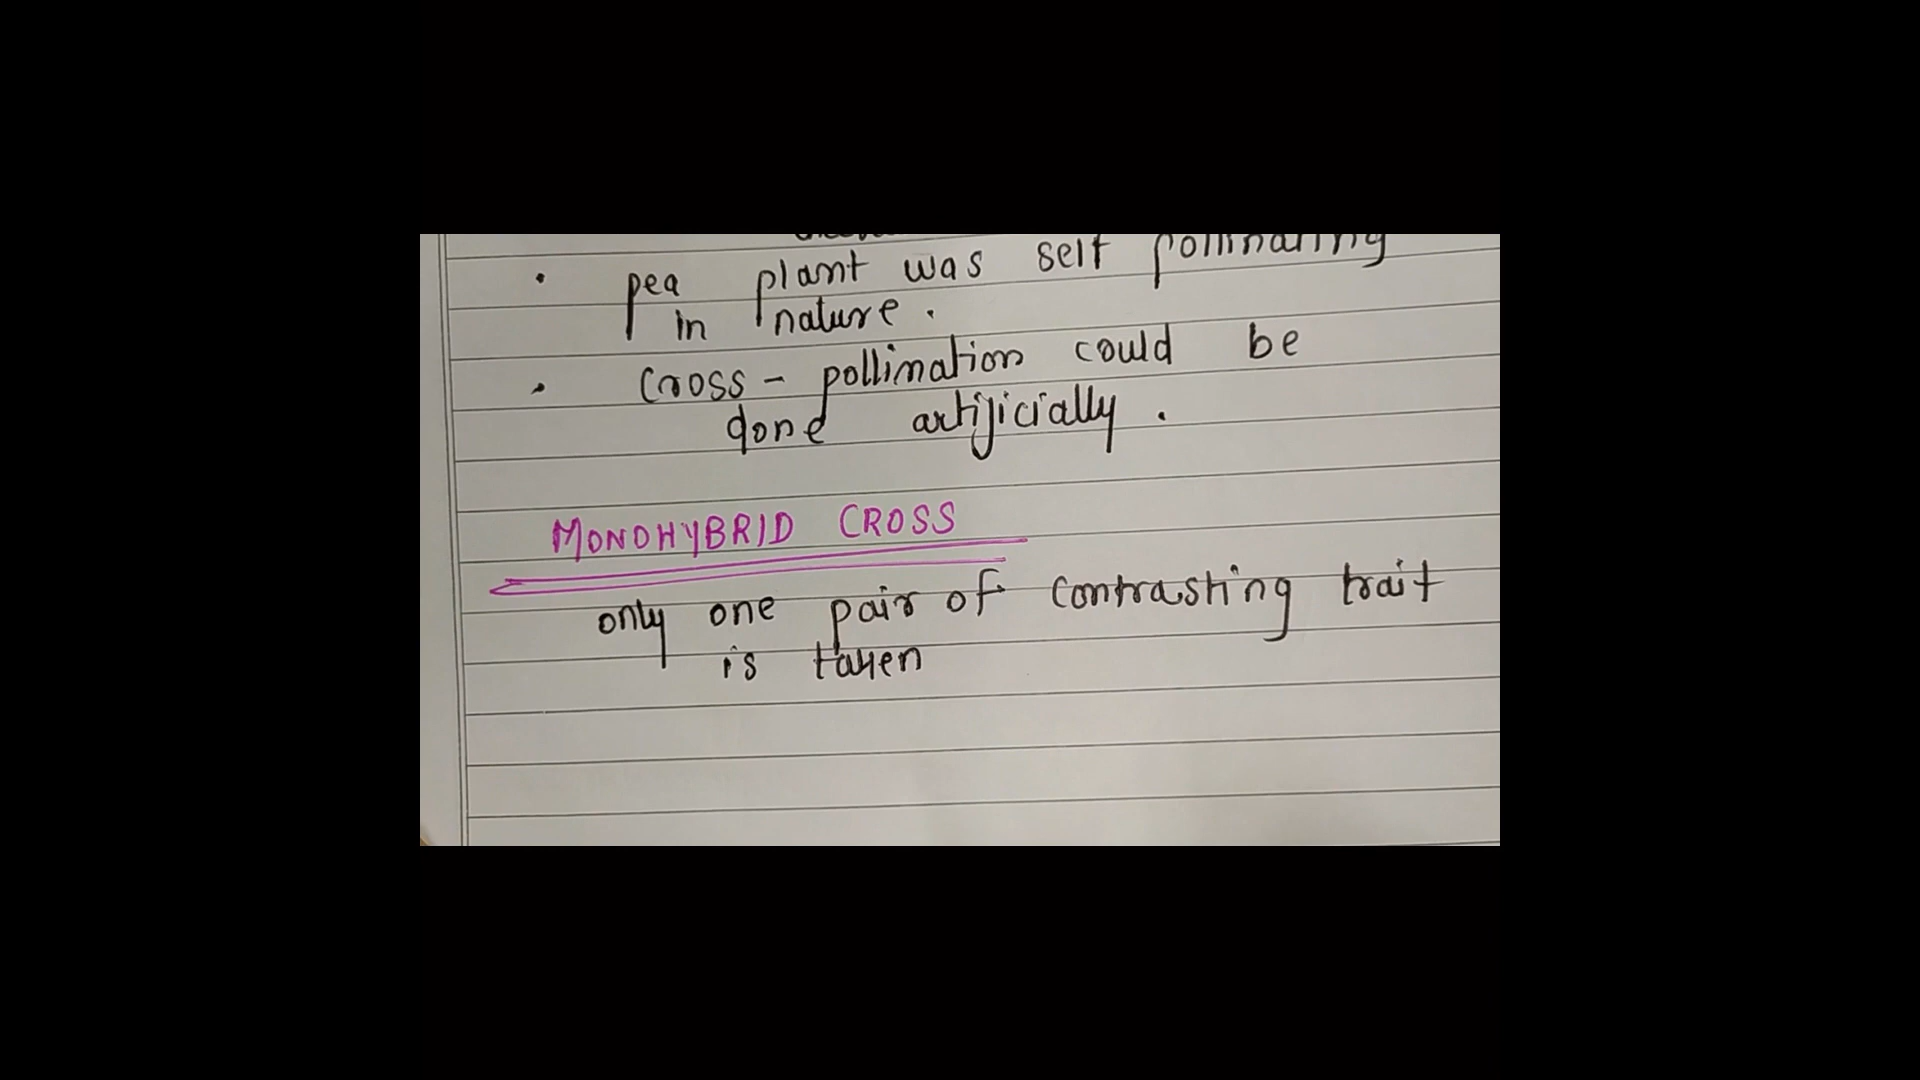 • pea plant was self pollinating
in nature.
• Cross - pollination could be
done artificially.
MONOHYBRID CROSS
only one pair of contrasting trait
is taken